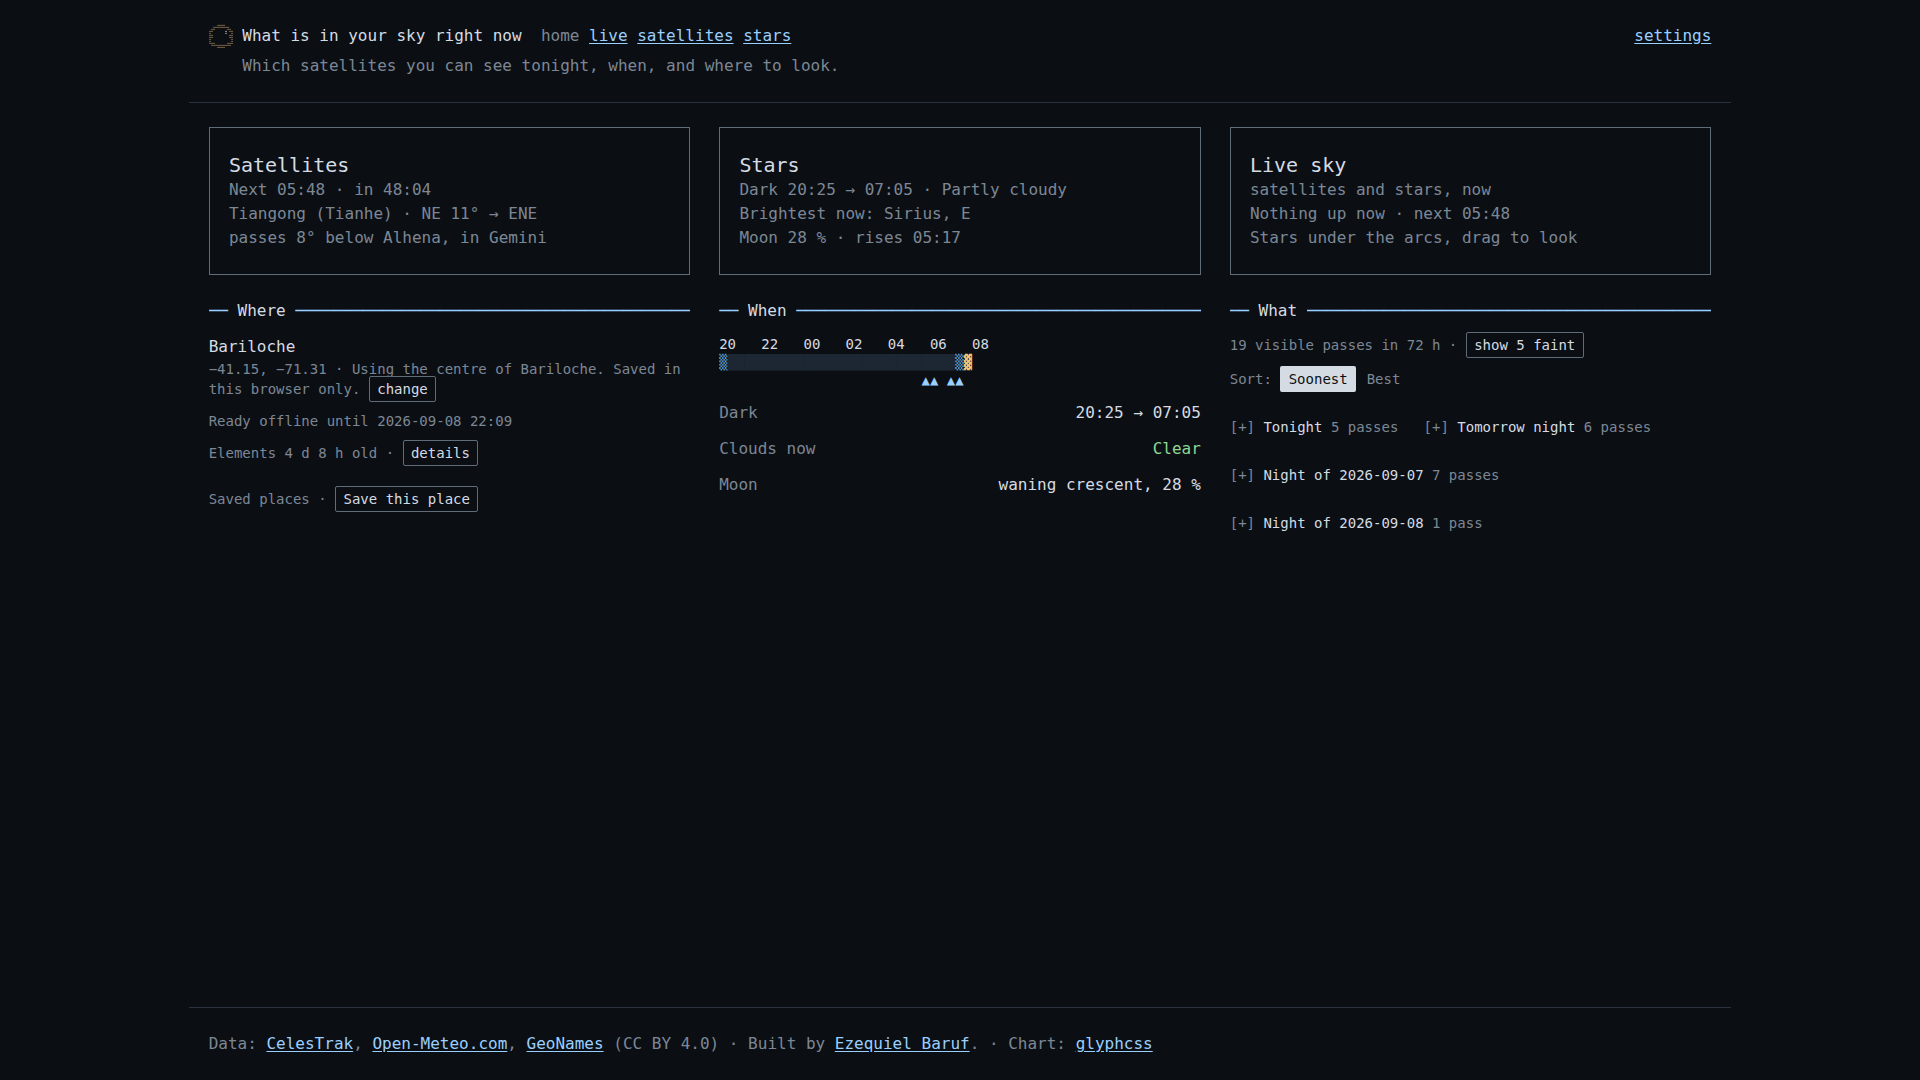 What is in your sky right now home live satellites stars settings
Which satellites you can see tonight, when, and where to look.
Satellites
Next 05:48 · in 48:04
Tiangong (Tianhe) · NE 11° → ENE
passes 8° below Alhena, in Gemini
Stars
Dark 20:25 → 07:05 · Partly cloudy
Brightest now: Sirius, E
Moon 28 % · rises 05:17
Live sky
satellites and stars, now
Nothing up now · next 05:48
Stars under the arcs, drag to look
Where
Bariloche
−41.15, −71.31 · Using the centre of Bariloche. Saved in
this browser only. change
Ready offline until 2026-09-08 22:09
Elements 4 d 8 h old · details
Saved places · Save this place
When
20 22 00 02 04 06 08
▲▲ ▲▲
Dark 20:25 → 07:05
Clouds now Clear
Moon waning crescent, 28 %
What
19 visible passes in 72 h · show 5 faint
Sort: Soonest Best
[+] Tonight 5 passes [+] Tomorrow night 6 passes
[+] Night of 2026-09-07 7 passes
[+] Night of 2026-09-08 1 pass
Data: CelesTrak, Open-Meteo.com, GeoNames (CC BY 4.0) · Built by Ezequiel Baruf. · Chart: glyphcss